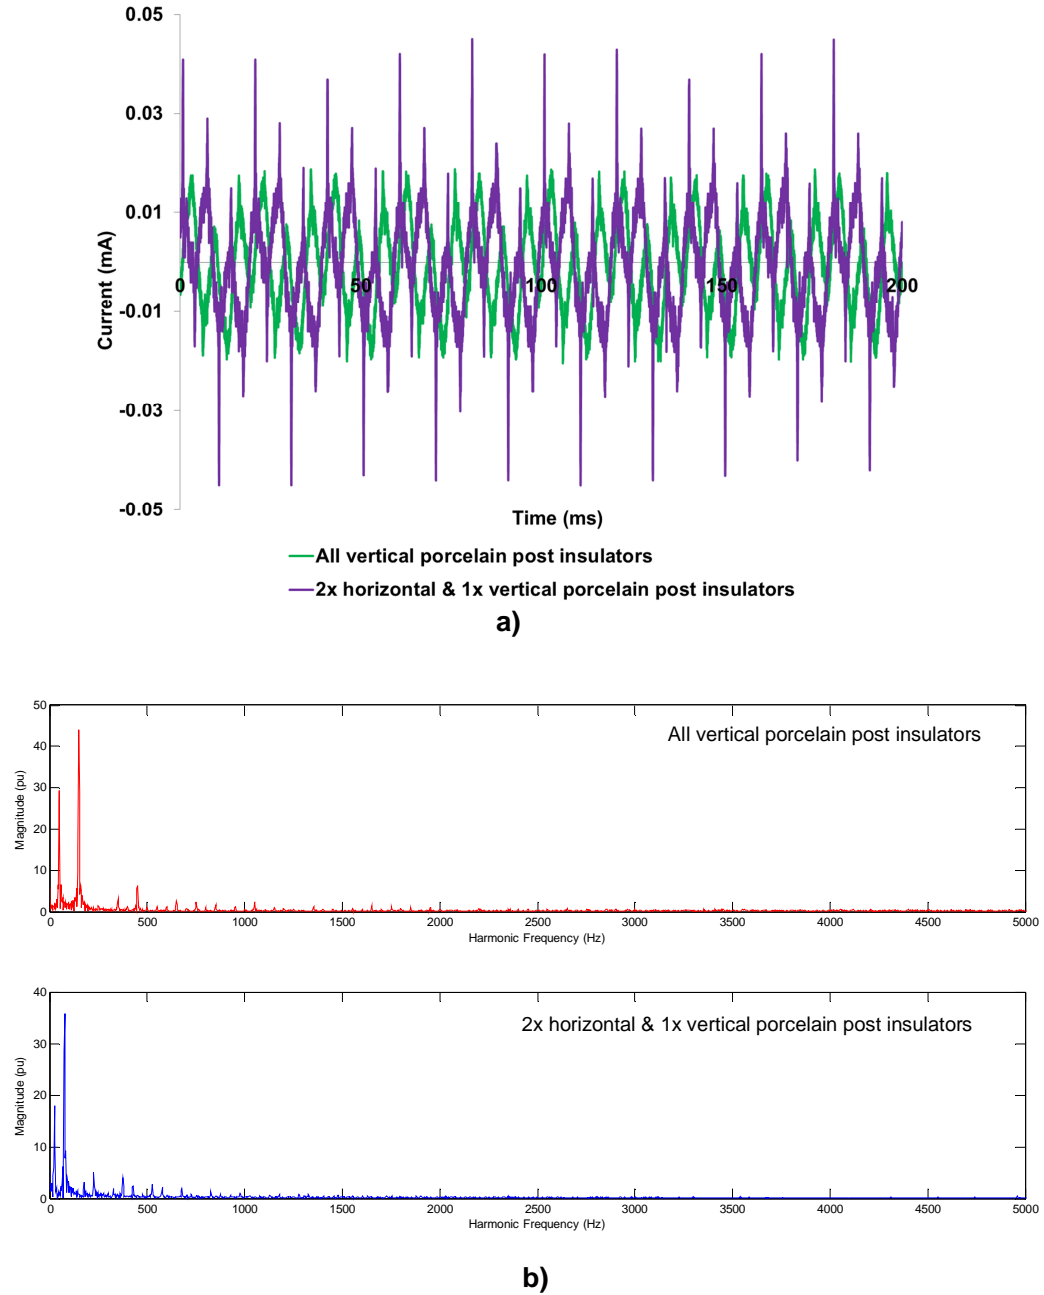 0.05
0.03
0.01
-0.01
-0.03
-0.05
Current (mA)
0
50
100
150
200
Time (ms)
All vertical porcelain post insulators
2x horizontal & 1x vertical porcelain post insulators
a)
50
40
30
20
10
0
Magnitude (pu)
All vertical porcelain post insulators
0 500 1000 1500 2000 2500 3000 3500 4000 4500 5000
Harmonic Frequency (Hz)
40
30
20
10
0
Magnitude (pu)
2x horizontal & 1x vertical porcelain post insulators
0 500 1000 1500 2000 2500 3000 3500 4000 4500 5000
Harmonic Frequency (Hz)
b)